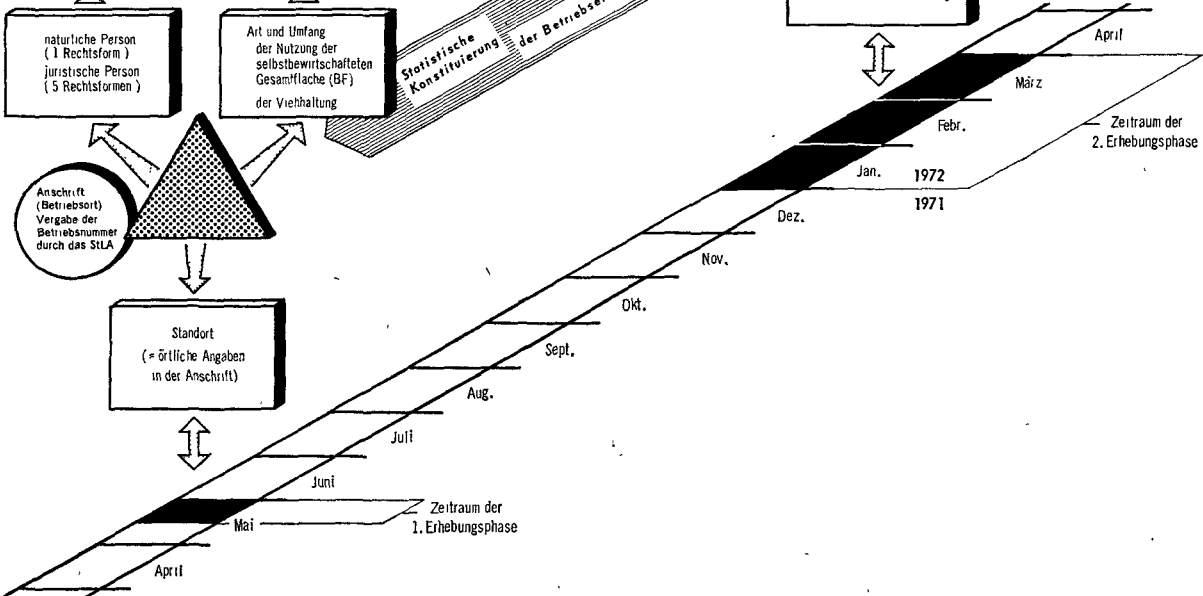 natürliche Person
(1 Rechtsform)
juristische Person
(5 Rechtsformen)
Art und Umfang
der Nutzung der
selbstbewirtschafteten
Gesamtfläche (BF)
der Viehhaltung
Statistische
Konstituierung
der Betriebsei
Anschrift
(Betriebsort)
Vergabe der
Betriebsnummer
durch das StLA
Standort
(= örtliche Angaben
in der Anschrift)
April
März
Febr.
Zeitraum der
2. Erhebungsphase
Jan.
1972
1971
Dez.
Nov.
Okt.
Sept.
Aug.
Juli
Juni
Zeitraum der
1. Erhebungsphase
Mai
April